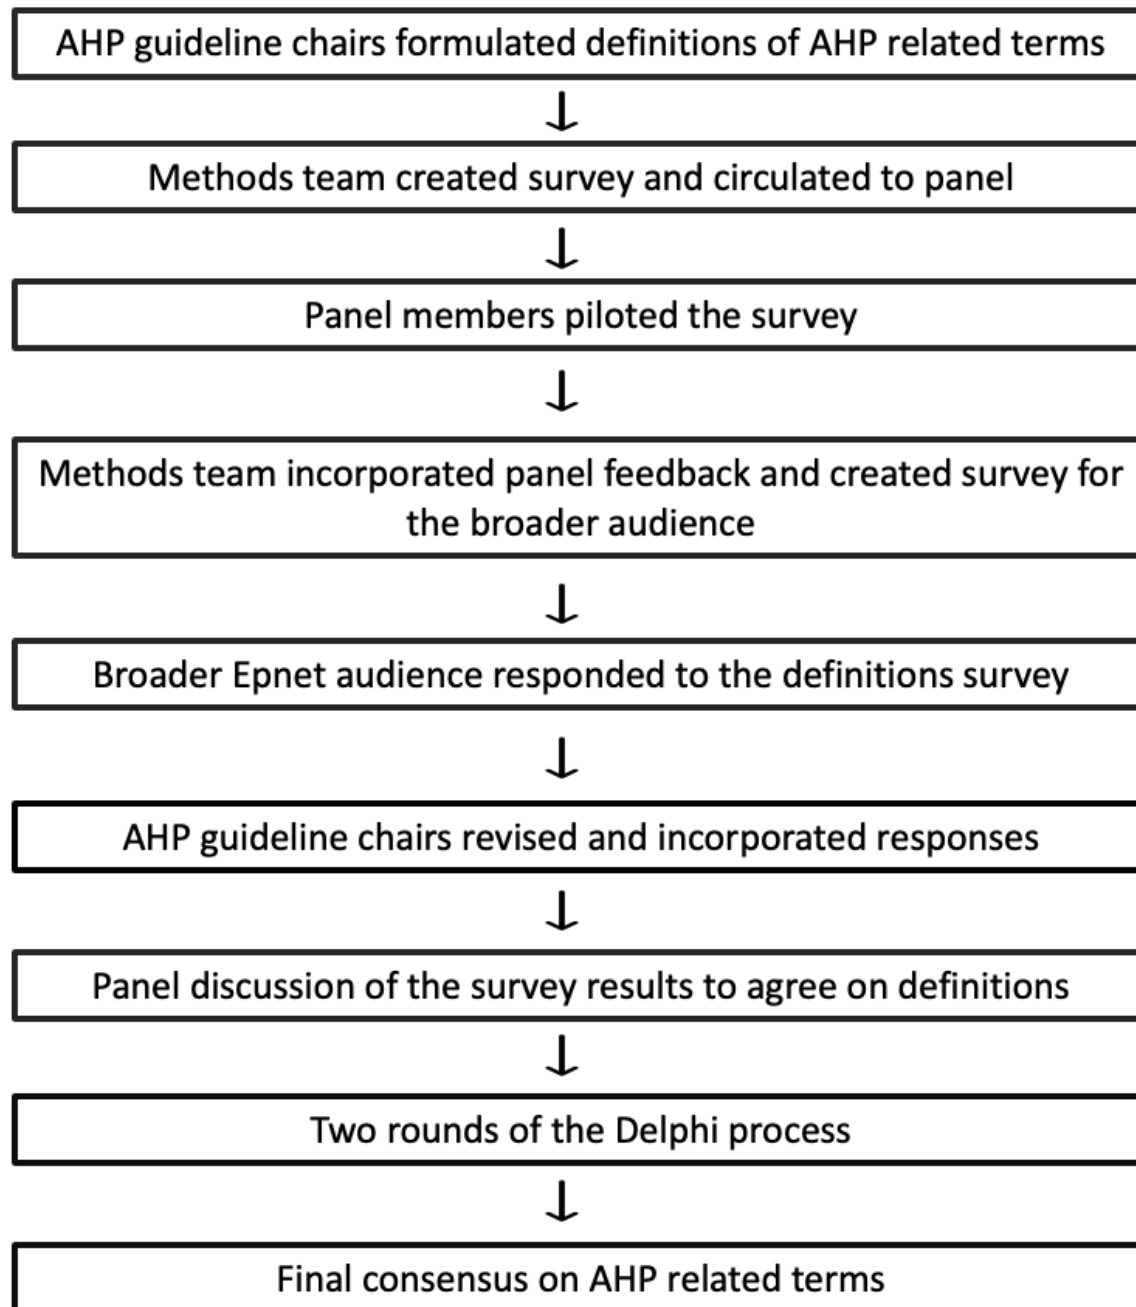 AHP guideline chairs formulated definitions of AHP related terms
Methods team created survey and circulated to panel
Panel members piloted the survey
Methods team incorporated panel feedback and created survey for
the broader audience
Broader Epnet audience responded to the definitions survey
AHP guideline chairs revised and incorporated responses
Panel discussion of the survey results to agree on definitions
Two rounds of the Delphi process
Final consensus on AHP related terms